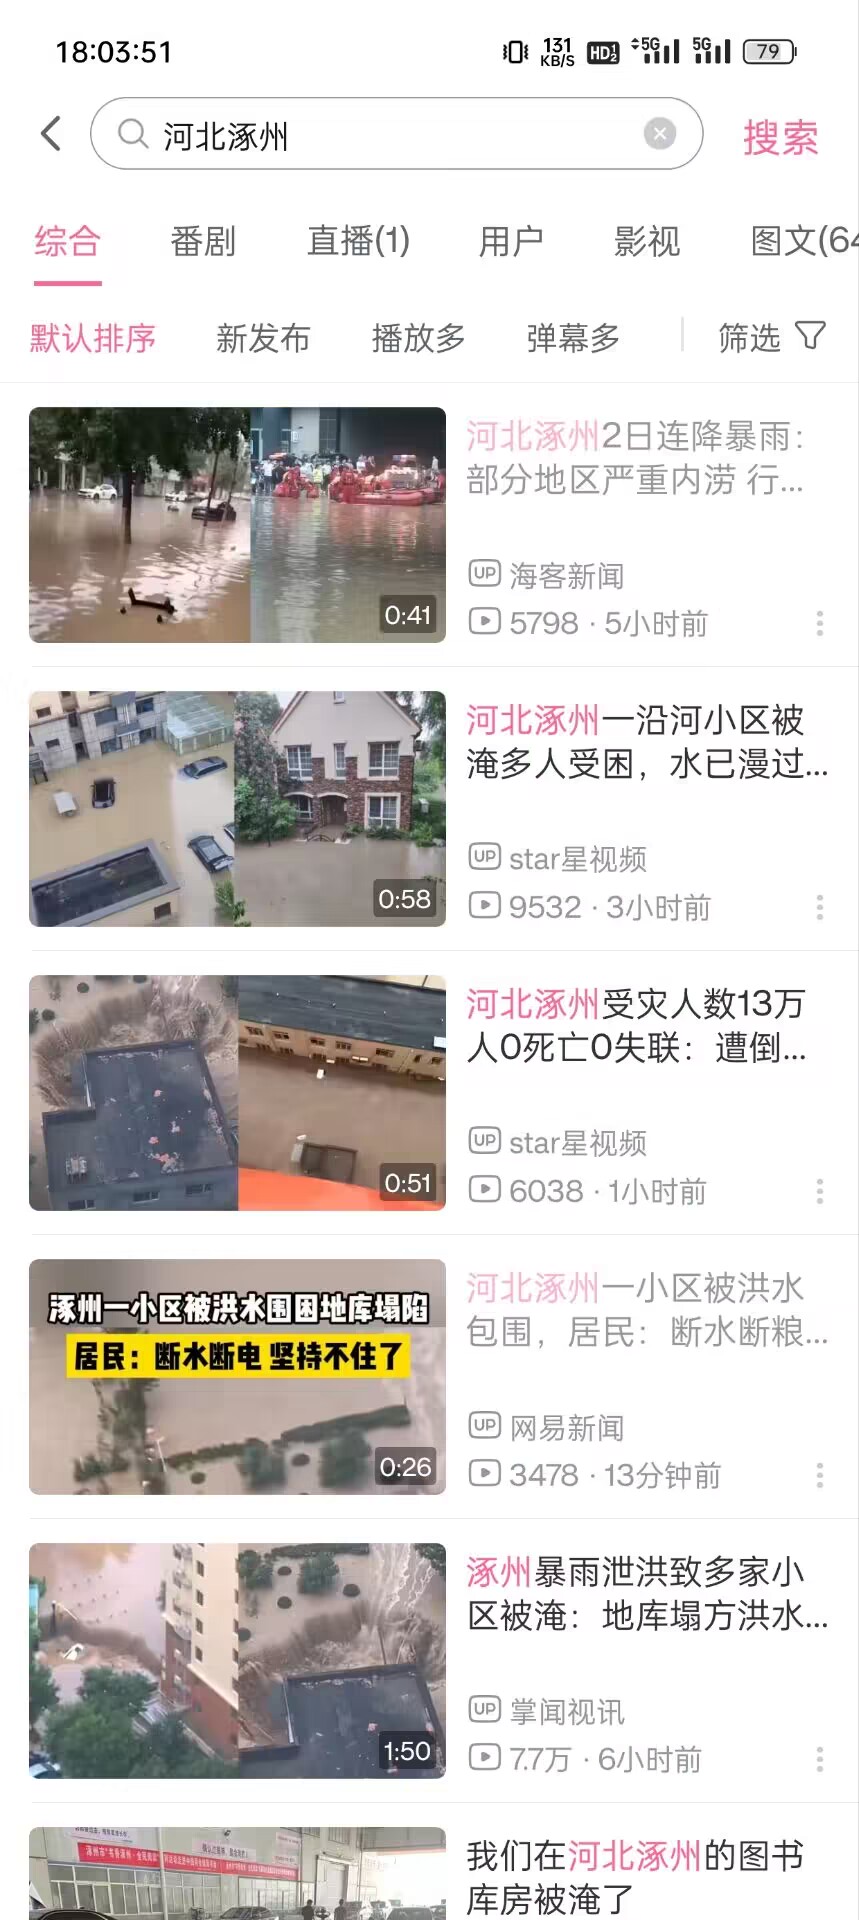 18:03:51
131 KB/S HD 5G 5G 79
河北涿州
搜索
综合 番剧 直播(1) 用户 影视 图文(64
默认排序 新发布 播放多 弹幕多 筛选
河北涿州2日连降暴雨：
部分地区严重内涝 行...
UP 海客新闻
5798 · 5小时前
0:41
河北涿州一沿河小区被
淹多人受困，水已漫过...
UP star星视频
9532 · 3小时前
0:58
河北涿州受灾人数13万
人0死亡0失联：遭倒...
UP star星视频
6038 · 1小时前
0:51
涿州一小区被洪水围困地库塌陷
居民：断水断电 坚持不住了
0:26
河北涿州一小区被洪水
包围，居民：断水断粮...
UP 网易新闻
3478 · 13分钟前
涿州暴雨泄洪致多家小
区被淹：地库塌方洪水...
UP 掌闻视讯
7.7万 · 6小时前
1:50
我们在河北涿州的图书
库房被淹了